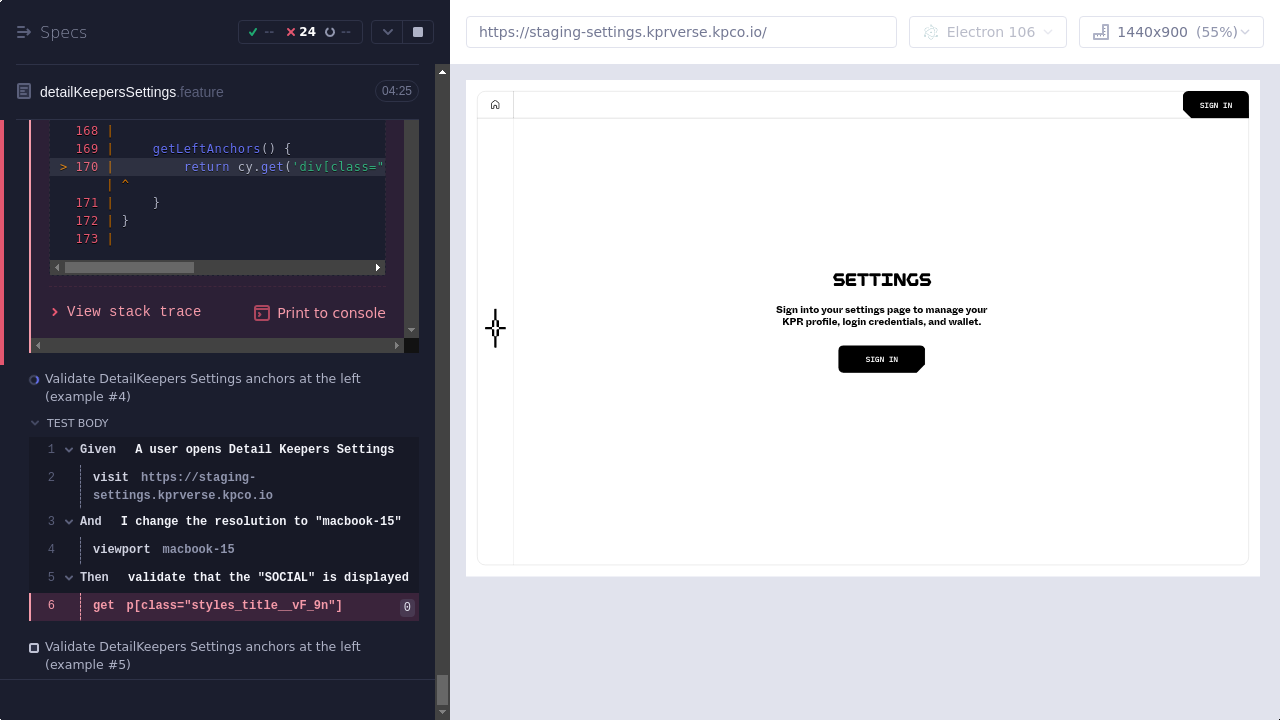 Specs
-- 24 --
detailKeepersSettings.feature 04:25
168 |
169 | getLeftAnchors() {
> 170 | return cy.get('div[class="
| ^
171 | }
172 | }
173 |
View stack trace
Print to console
Validate DetailKeepers Settings anchors at the left
(example #4)
TEST BODY
1 Given A user opens Detail Keepers Settings
2 visit https://staging-
settings.kprverse.kpco.io
3 And I change the resolution to "macbook-15"
4 viewport macbook-15
5 Then validate that the "SOCIAL" is displayed
6 get p[class="styles_title__vF_9n"] 0
Validate DetailKeepers Settings anchors at the left
(example #5)
https://staging-settings.kprverse.kpco.io/
Electron 106
1440x900 (55%)
SIGN IN
SETTINGS
Sign into your settings page to manage your
KPR profile, login credentials, and wallet.
SIGN IN